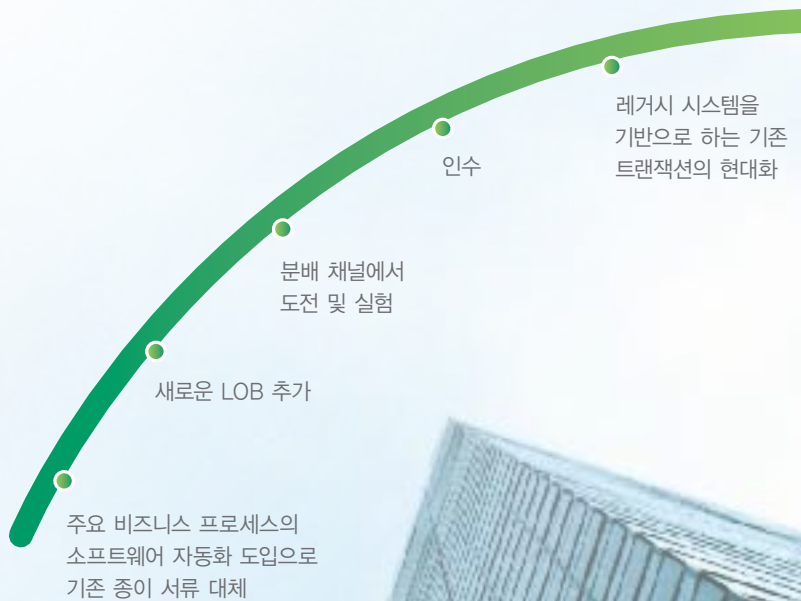 레거시 시스템을
기반으로 하는 기존
트랜잭션의 현대화
인수
분배 채널에서
도전 및 실험
새로운 LOB 추가
주요 비즈니스 프로세스의
소프트웨어 자동화 도입으로
기존 종이 서류 대체